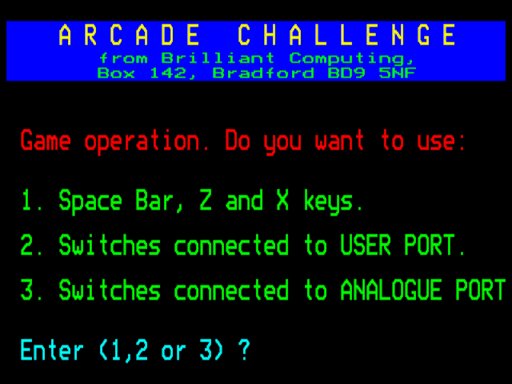 ARCADE CHALLENGE
from Brilliant Computing,
Box 142, Bradford BD9 5NF
Game operation. Do you want to use:
1. Space Bar, Z and X keys.
2. Switches connected to USER PORT.
3. Switches connected to ANALOGUE PORT
Enter (1,2 or 3) ?